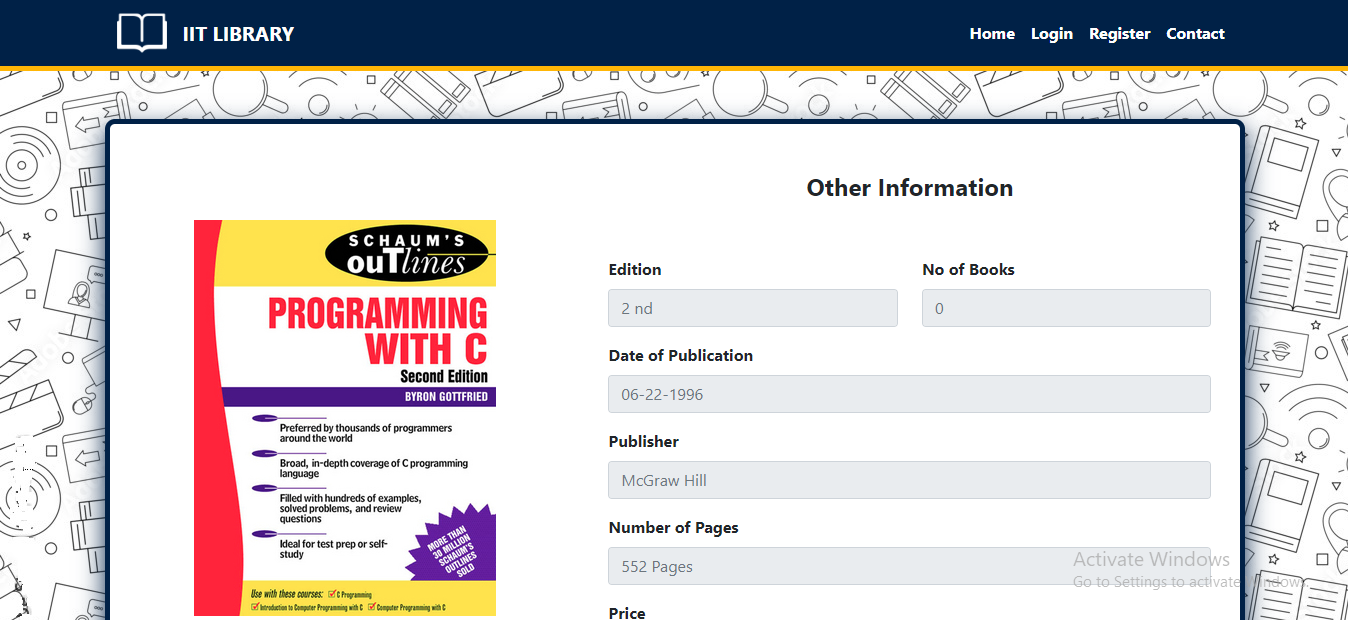 IIT LIBRARY
Home Login Register Contact
SCHAUM'S
ouTlines
PROGRAMMING
WITH C
Second Edition
BYRON GOTTFRIED
Preferred by thousands of programmers
around the world
Broad, in-depth coverage of C programming
language
Filled with hundreds of examples,
solved problems, and review
questions
Ideal for test prep or self-
study
MORE THAN
30 MILLION
SCHAUM'S
OUTLINES
SOLD
Use with these courses: C Programming
Introduction to Computer Programming with C Computer Programming with C
Other Information
Edition
2 nd
No of Books
0
Date of Publication
06-22-1996
Publisher
McGraw Hill
Number of Pages
552 Pages
Price
Activate Windows
Go to Settings to activate Windows.